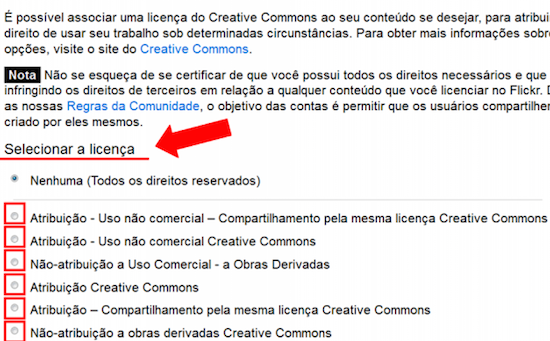 É possível associar uma licença do Creative Commons ao seu conteúdo se desejar, para
direito de usar seu trabalho sob determinadas circunstâncias. Para obter mais informações
opções, visite o site do Creative Commons.
Nota Não se esqueça de se certificar de que você possui todos os direitos necessários e que
infringindo os direitos de terceiros em relação a qualquer conteúdo que você licenciar no Flickr.
as nossas Regras da Comunidade, o objetivo das contas é permitir que os usuários
criado por eles mesmos.
Selecionar a licença
Nenhuma (Todos os direitos reservados)
Atribuição - Uso não comercial – Compartilhamento pela mesma licença Creative Commons
Atribuição - Uso não comercial Creative Commons
Não-atribuição a Uso Comercial - a Obras Derivadas
Atribuição Creative Commons
Atribuição – Compartilhamento pela mesma licença Creative Commons
Não-atribuição a obras derivadas Creative Commons